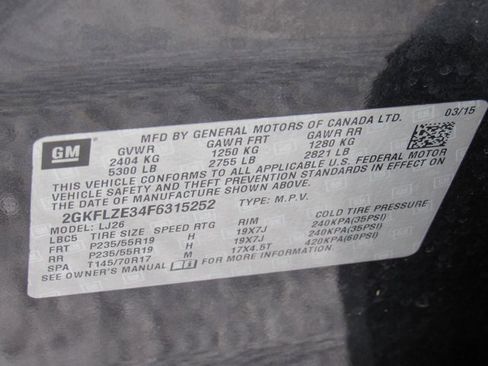 GM
MFD BY GENERAL MOTORS OF CANADA LTD.
03/15
GVWR GAWR FRT GAWR RR
2404 KG 1250 KG 1280 KG
5300 LB 2755 LB 2821 LB
THIS VEHICLE CONFORMS TO ALL APPLICABLE U.S. FEDERAL MOTOR
VEHICLE SAFETY AND THEFT PREVENTION STANDARDS IN EFFECT ON
THE DATE OF MANUFACTURE SHOWN ABOVE.
2GKFLZE34F6315252 TYPE: M.P.V.
MODEL: LJ26
LBC5 TIRE SIZE SPEED RTG RIM COLD TIRE PRESSURE
FRT P235/55R19 H 19X7J 240KPA(35PSI)
RR P235/55R19 H 19X7J 240KPA(35PSI)
SPA T145/70R17 M 17X4.5T 420KPA(60PSI)
SEE OWNER'S MANUAL